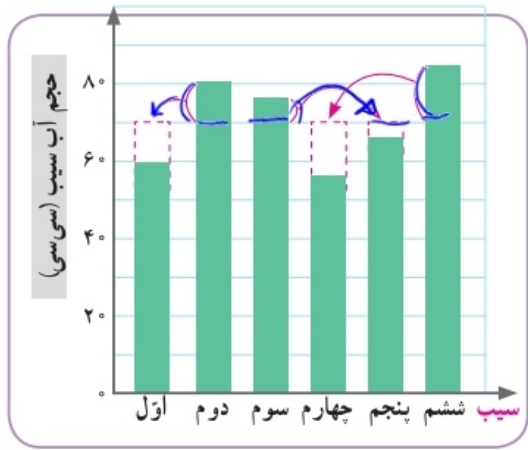 حجم آب سیب (سی‌سی)
۸۰
۶۰
۴۰
۲۰
۰
اوّل دوم سوم چهارم پنجم ششم سیب